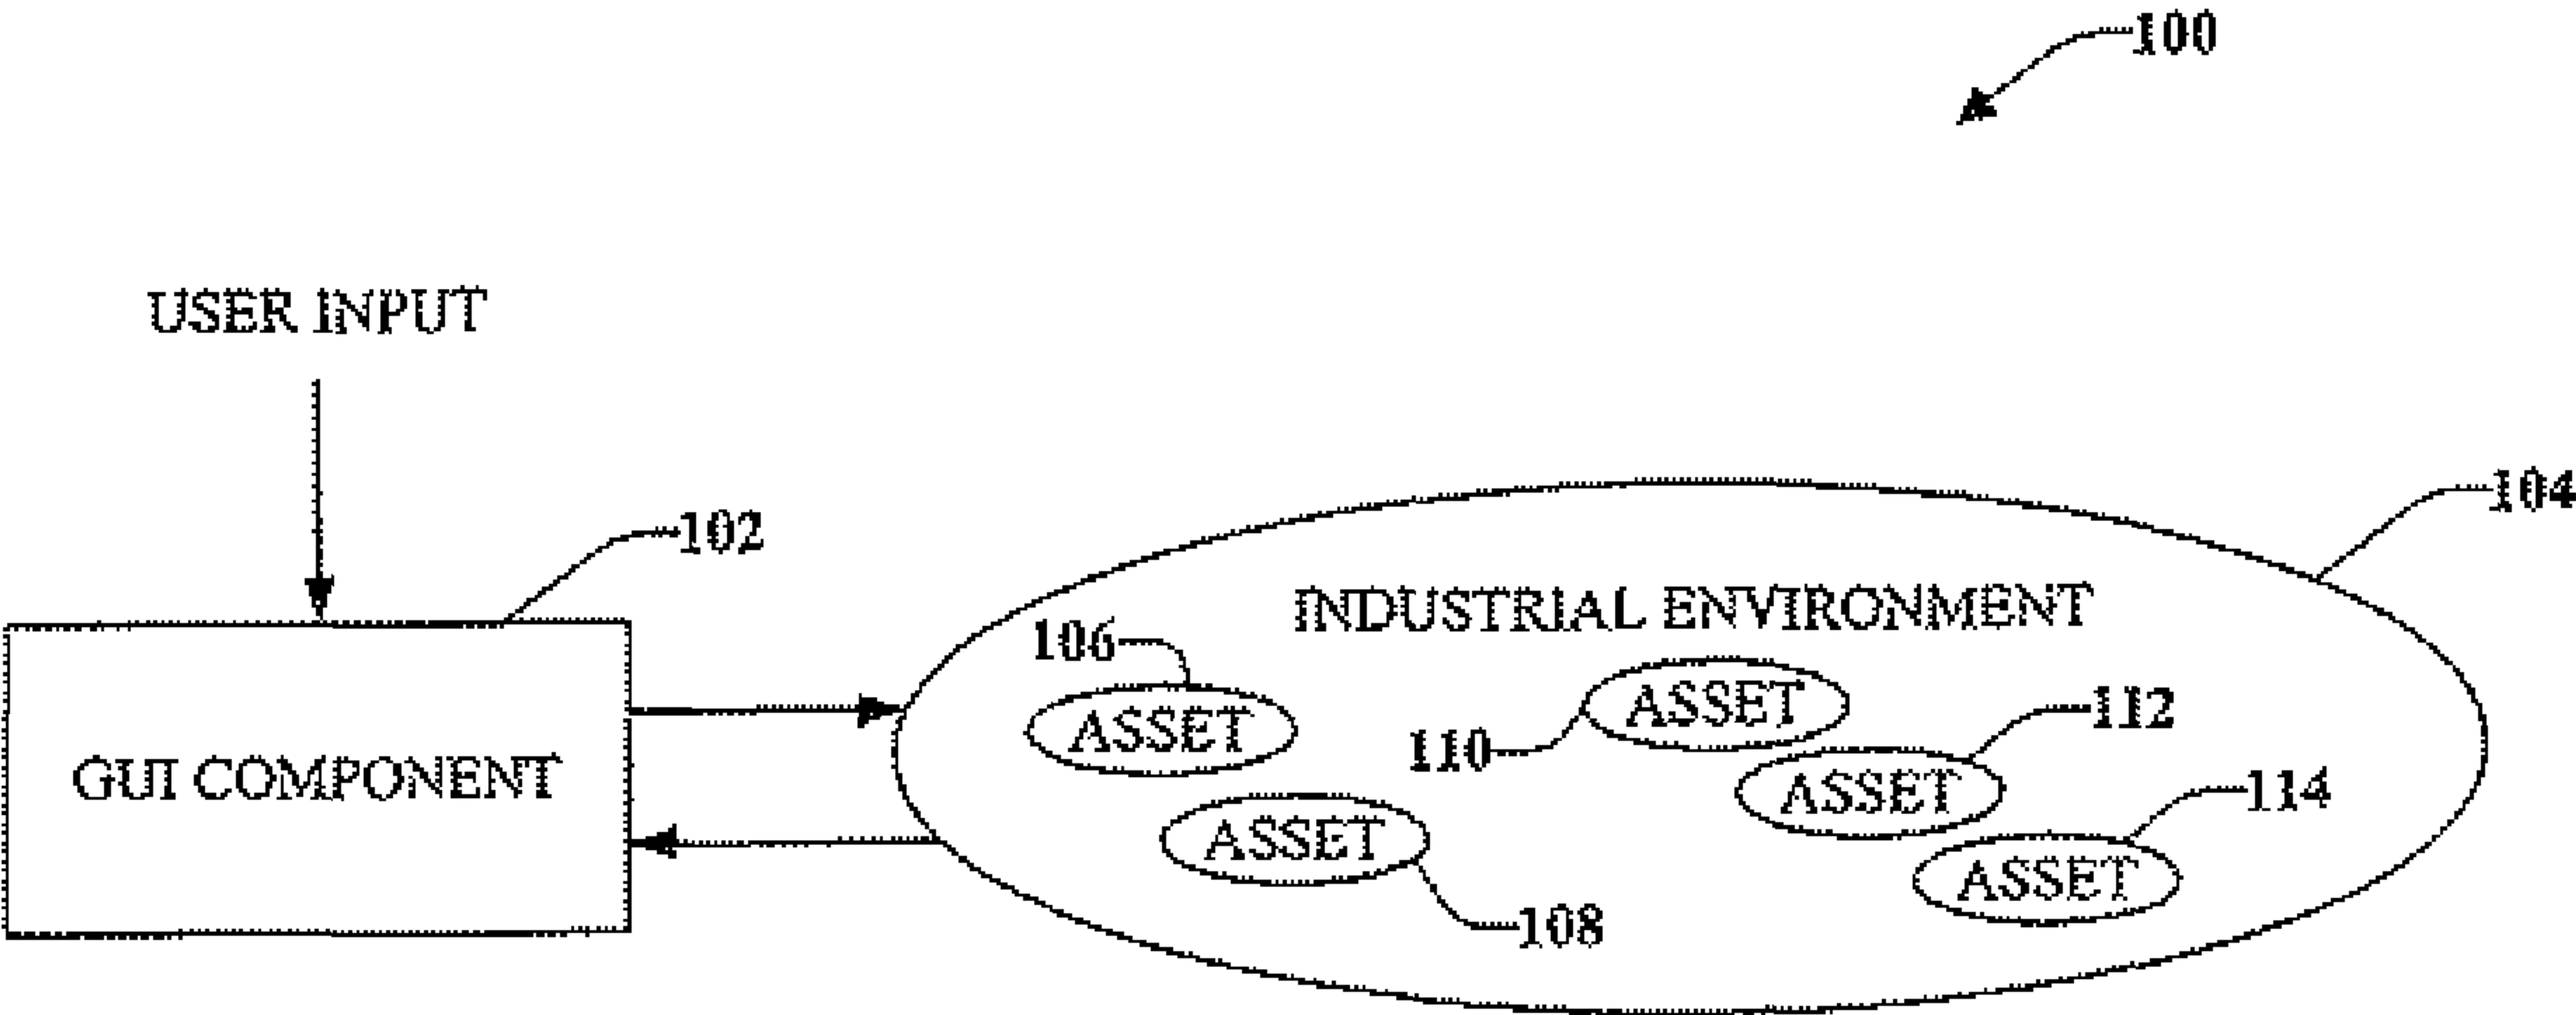 100
USER INPUT
102
104
INDUSTRIAL ENVIRONMENT
106
ASSET
110
ASSET
112
GUI COMPONENT
ASSET
114
ASSET
108
ASSET